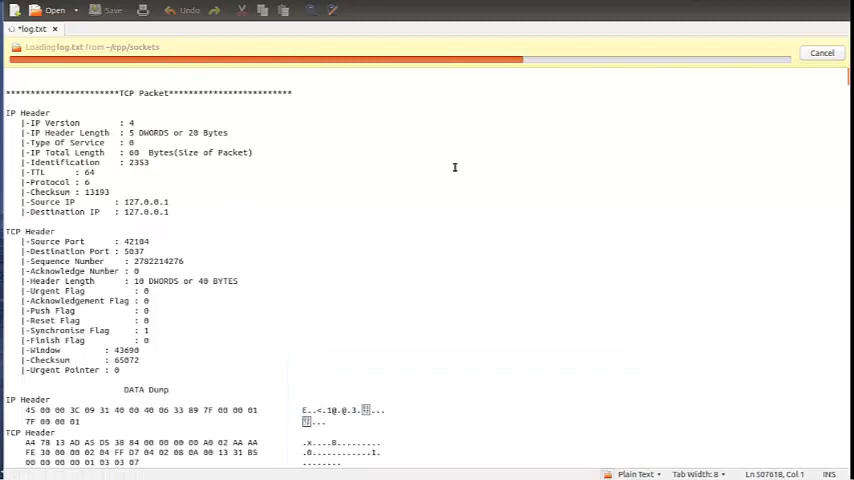 Open Save Undo
*log.txt
Loading log.txt from ~/cpp/sockets
Cancel
***********************TCP Packet*************************
IP Header
|-IP Version : 4
|-IP Header Length : 5 DWORDS or 20 Bytes
|-Type Of Service : 0
|-IP Total Length : 60 Bytes(Size of Packet)
|-Identification : 2353
|-TTL : 64
|-Protocol : 6
|-Checksum : 13193
|-Source IP : 127.0.0.1
|-Destination IP : 127.0.0.1
TCP Header
|-Source Port : 42104
|-Destination Port : 5037
|-Sequence Number : 2782214276
|-Acknowledge Number : 0
|-Header Length : 10 DWORDS or 40 BYTES
|-Urgent Flag : 0
|-Acknowledgement Flag : 0
|-Push Flag : 0
|-Reset Flag : 0
|-Synchronise Flag : 1
|-Finish Flag : 0
|-Window : 43690
|-Checksum : 65072
|-Urgent Pointer : 0
DATA Dump
IP Header
45 00 00 3C 09 31 40 00 40 06 33 89 7F 00 00 01 E..<.1@.@.3. ...
7F 00 00 01 ...
TCP Header
A4 78 13 AD A5 D5 38 84 00 00 00 00 A0 02 AA AA .x....8.........
FE 30 00 00 02 04 FF D7 04 02 08 0A 00 13 31 B5 .0............1.
00 00 00 00 01 03 03 07 ........
Plain Text Tab Width: 8 Ln 507618, Col 1 INS